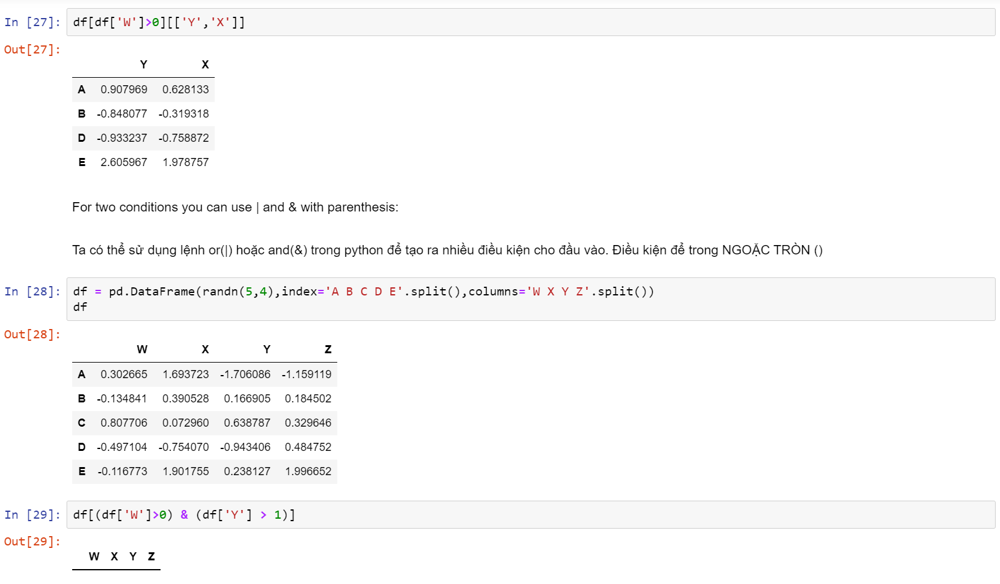 In [27]: df[df['W']>0][['Y','X']]
Out[27]:
Y X
A 0.907969 0.628133
B -0.848077 -0.319318
D -0.933237 -0.758872
E 2.605967 1.978757
For two conditions you can use | and & with parenthesis:
Ta có thể sử dụng lệnh or(|) hoặc and(&) trong python để tạo ra nhiều điều kiện cho đầu vào. Điều kiện để trong NGOẶC TRÒN ()
In [28]: df = pd.DataFrame(randn(5,4),index='A B C D E'.split(),columns='W X Y Z'.split())
df
Out[28]:
W X Y Z
A 0.302665 1.693723 -1.706086 -1.159119
B -0.134841 0.390528 0.166905 0.184502
C 0.807706 0.072960 0.638787 0.329646
D -0.497104 -0.754070 -0.943406 0.484752
E -0.116773 1.901755 0.238127 1.996652
In [29]: df[(df['W']>0) & (df['Y'] > 1)]
Out[29]:
W X Y Z